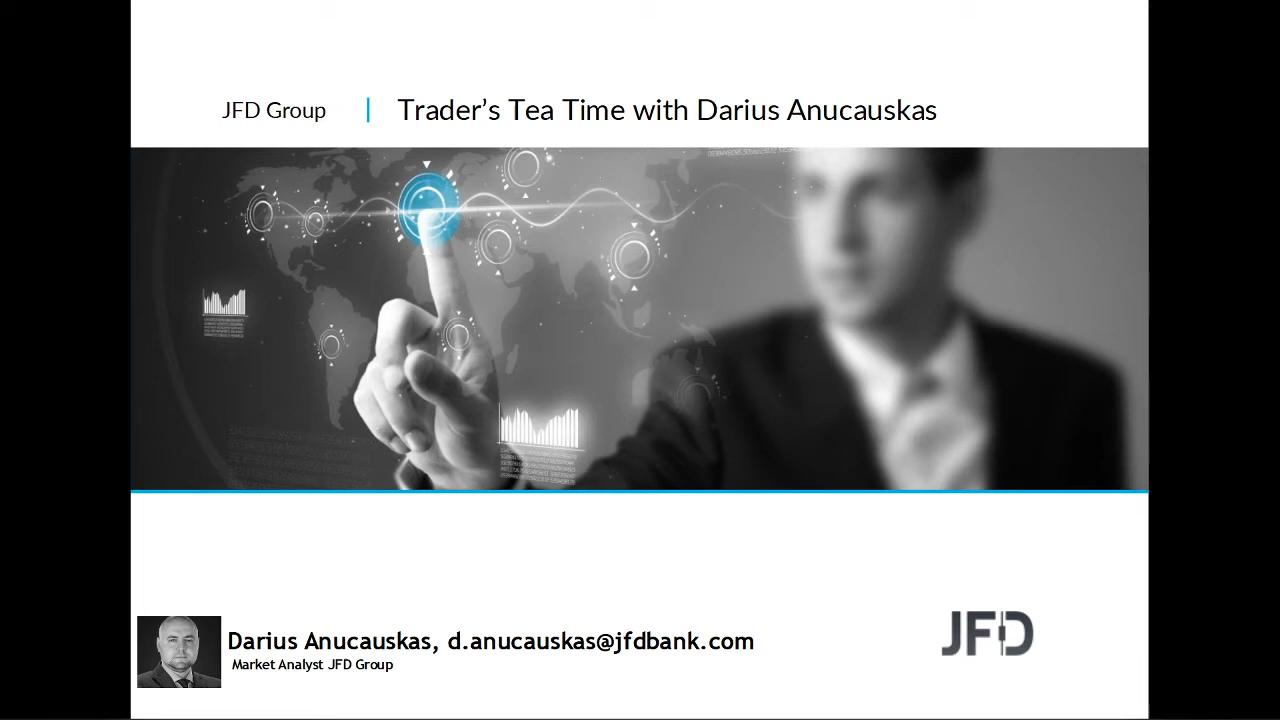 JFD Group | Trader's Tea Time with Darius Anucauskas
Darius Anucauskas, d.anucauskas@jfdbank.com
Market Analyst JFD Group
JFD